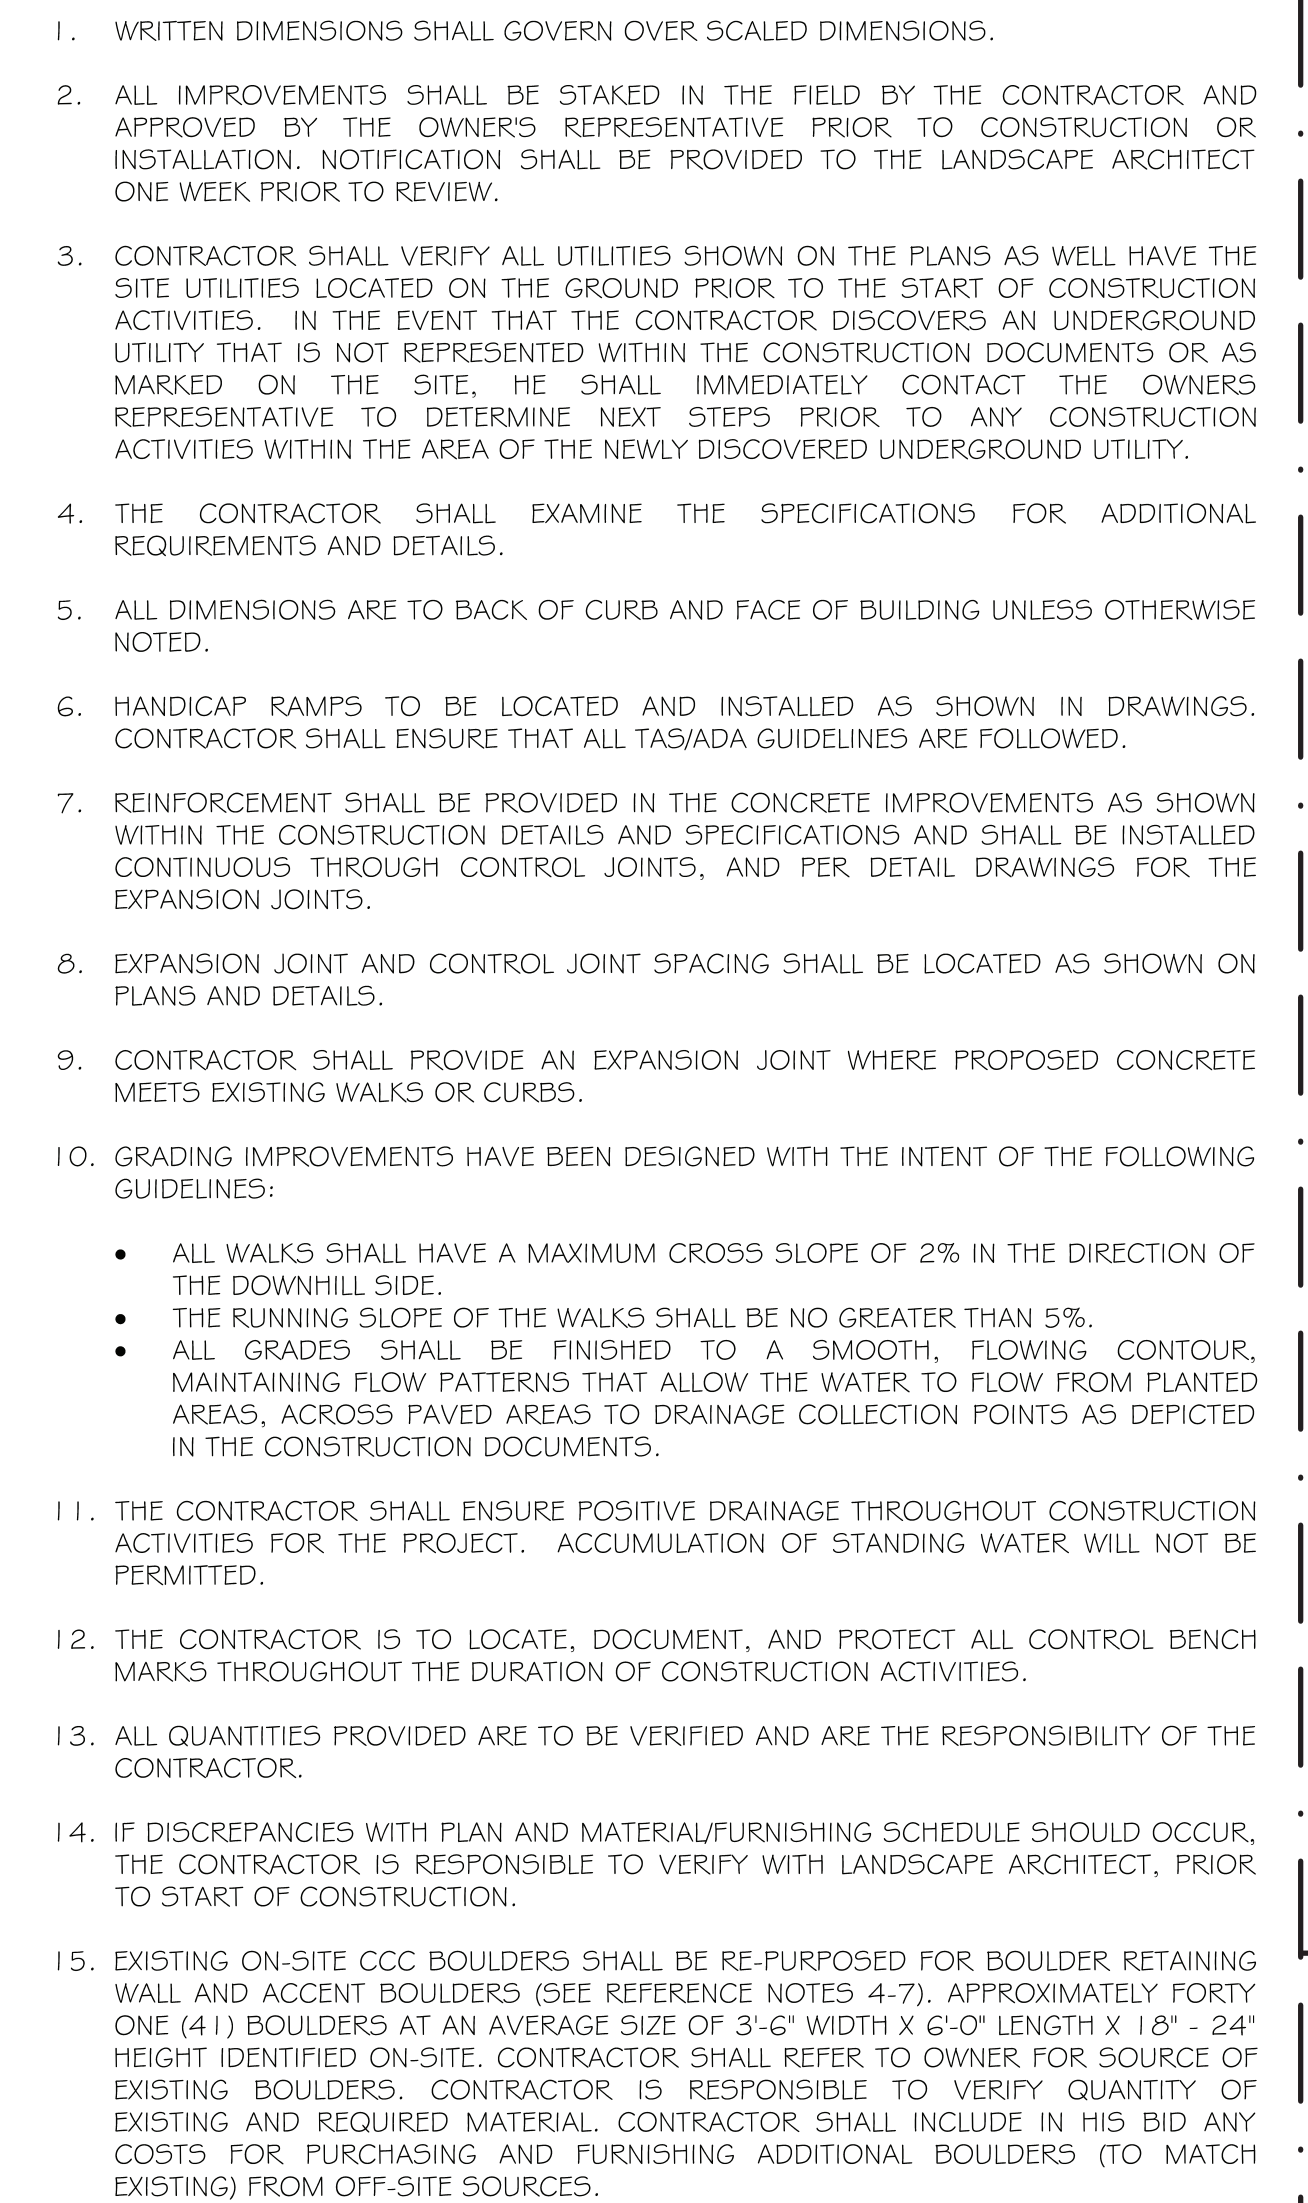 1. WRITTEN DIMENSIONS SHALL GOVERN OVER SCALED DIMENSIONS.
2. ALL IMPROVEMENTS SHALL BE STAKED IN THE FIELD BY THE CONTRACTOR AND
APPROVED BY THE OWNER'S REPRESENTATIVE PRIOR TO CONSTRUCTION OR
INSTALLATION. NOTIFICATION SHALL BE PROVIDED TO THE LANDSCAPE ARCHITECT
ONE WEEK PRIOR TO REVIEW.
3. CONTRACTOR SHALL VERIFY ALL UTILITIES SHOWN ON THE PLANS AS WELL HAVE THE
SITE UTILITIES LOCATED ON THE GROUND PRIOR TO THE START OF CONSTRUCTION
ACTIVITIES. IN THE EVENT THAT THE CONTRACTOR DISCOVERS AN UNDERGROUND
UTILITY THAT IS NOT REPRESENTED WITHIN THE CONSTRUCTION DOCUMENTS OR AS
MARKED ON THE SITE, HE SHALL IMMEDIATELY CONTACT THE OWNERS
REPRESENTATIVE TO DETERMINE NEXT STEPS PRIOR TO ANY CONSTRUCTION
ACTIVITIES WITHIN THE AREA OF THE NEWLY DISCOVERED UNDERGROUND UTILITY.
4. THE CONTRACTOR SHALL EXAMINE THE SPECIFICATIONS FOR ADDITIONAL
REQUIREMENTS AND DETAILS.
5. ALL DIMENSIONS ARE TO BACK OF CURB AND FACE OF BUILDING UNLESS OTHERWISE
NOTED.
6. HANDICAP RAMPS TO BE LOCATED AND INSTALLED AS SHOWN IN DRAWINGS.
CONTRACTOR SHALL ENSURE THAT ALL TAS/ADA GUIDELINES ARE FOLLOWED.
7. REINFORCEMENT SHALL BE PROVIDED IN THE CONCRETE IMPROVEMENTS AS SHOWN
WITHIN THE CONSTRUCTION DETAILS AND SPECIFICATIONS AND SHALL BE INSTALLED
CONTINUOUS THROUGH CONTROL JOINTS, AND PER DETAIL DRAWINGS FOR THE
EXPANSION JOINTS.
8. EXPANSION JOINT AND CONTROL JOINT SPACING SHALL BE LOCATED AS SHOWN ON
PLANS AND DETAILS.
9. CONTRACTOR SHALL PROVIDE AN EXPANSION JOINT WHERE PROPOSED CONCRETE
MEETS EXISTING WALKS OR CURBS.
10. GRADING IMPROVEMENTS HAVE BEEN DESIGNED WITH THE INTENT OF THE FOLLOWING
GUIDELINES:
• ALL WALKS SHALL HAVE A MAXIMUM CROSS SLOPE OF 2% IN THE DIRECTION OF
THE DOWNHILL SIDE.
• THE RUNNING SLOPE OF THE WALKS SHALL BE NO GREATER THAN 5%.
• ALL GRADES SHALL BE FINISHED TO A SMOOTH, FLOWING CONTOUR,
MAINTAINING FLOW PATTERNS THAT ALLOW THE WATER TO FLOW FROM PLANTED
AREAS, ACROSS PAVED AREAS TO DRAINAGE COLLECTION POINTS AS DEPICTED
IN THE CONSTRUCTION DOCUMENTS.
11. THE CONTRACTOR SHALL ENSURE POSITIVE DRAINAGE THROUGHOUT CONSTRUCTION
ACTIVITIES FOR THE PROJECT. ACCUMULATION OF STANDING WATER WILL NOT BE
PERMITTED.
12. THE CONTRACTOR IS TO LOCATE, DOCUMENT, AND PROTECT ALL CONTROL BENCH
MARKS THROUGHOUT THE DURATION OF CONSTRUCTION ACTIVITIES.
13. ALL QUANTITIES PROVIDED ARE TO BE VERIFIED AND ARE THE RESPONSIBILITY OF THE
CONTRACTOR.
14. IF DISCREPANCIES WITH PLAN AND MATERIAL/FURNISHING SCHEDULE SHOULD OCCUR,
THE CONTRACTOR IS RESPONSIBLE TO VERIFY WITH LANDSCAPE ARCHITECT, PRIOR
TO START OF CONSTRUCTION.
15. EXISTING ON-SITE CCC BOULDERS SHALL BE RE-PURPOSED FOR BOULDER RETAINING
WALL AND ACCENT BOULDERS (SEE REFERENCE NOTES 4-7). APPROXIMATELY FORTY
ONE (41) BOULDERS AT AN AVERAGE SIZE OF 3'-6" WIDTH X 6'-0" LENGTH X 18" - 24"
HEIGHT IDENTIFIED ON-SITE. CONTRACTOR SHALL REFER TO OWNER FOR SOURCE OF
EXISTING BOULDERS. CONTRACTOR IS RESPONSIBLE TO VERIFY QUANTITY OF
EXISTING AND REQUIRED MATERIAL. CONTRACTOR SHALL INCLUDE IN HIS BID ANY
COSTS FOR PURCHASING AND FURNISHING ADDITIONAL BOULDERS (TO MATCH
EXISTING) FROM OFF-SITE SOURCES.